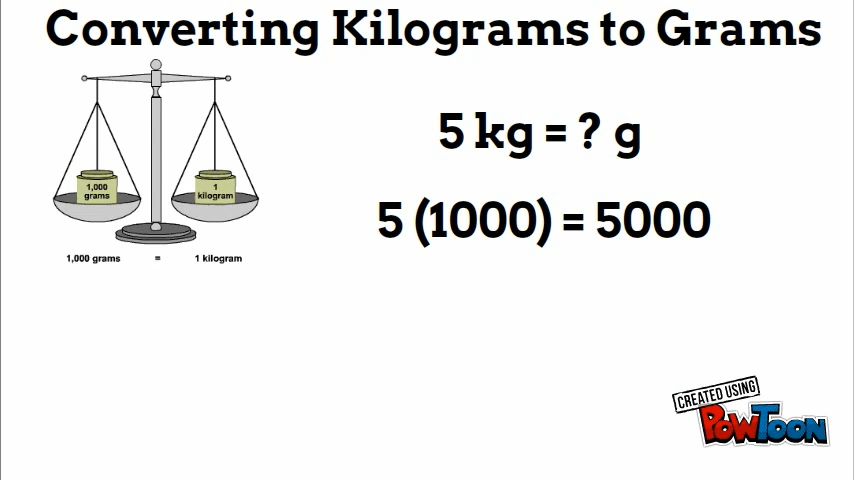 Converting Kilograms to Grams
1,000
grams
1
kilogram
1,000 grams = 1 kilogram
5 kg = ? g
5 (1000) = 5000
CREATED USING
POWTOON